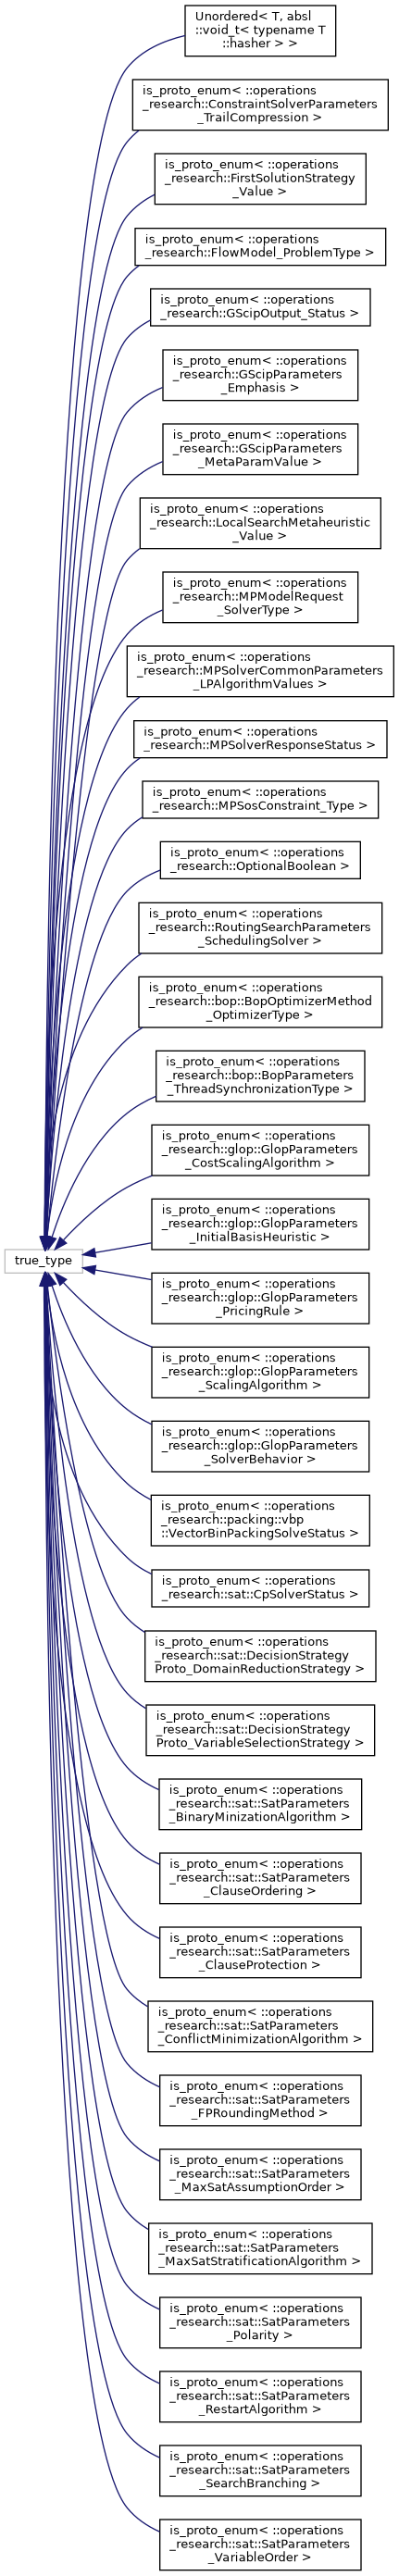 Unordered< T, absl
::void_t< typename T
::hasher > >
is_proto_enum< ::operations
_research::ConstraintSolverParameters
_TrailCompression >
is_proto_enum< ::operations
_research::FirstSolutionStrategy
_Value >
is_proto_enum< ::operations
_research::FlowModel_ProblemType >
is_proto_enum< ::operations
_research::GScipOutput_Status >
is_proto_enum< ::operations
_research::GScipParameters
_Emphasis >
is_proto_enum< ::operations
_research::GScipParameters
_MetaParamValue >
is_proto_enum< ::operations
_research::LocalSearchMetaheuristic
_Value >
is_proto_enum< ::operations
_research::MPModelRequest
_SolverType >
is_proto_enum< ::operations
_research::MPSolverCommonParameters
_LPAlgorithmValues >
is_proto_enum< ::operations
_research::MPSolverResponseStatus >
is_proto_enum< ::operations
_research::MPSosConstraint_Type >
is_proto_enum< ::operations
_research::OptionalBoolean >
is_proto_enum< ::operations
_research::RoutingSearchParameters
_SchedulingSolver >
is_proto_enum< ::operations
_research::bop::BopOptimizerMethod
_OptimizerType >
is_proto_enum< ::operations
_research::bop::BopParameters
_ThreadSynchronizationType >
is_proto_enum< ::operations
_research::glop::GlopParameters
_CostScalingAlgorithm >
is_proto_enum< ::operations
_research::glop::GlopParameters
_InitialBasisHeuristic >
true_type
is_proto_enum< ::operations
_research::glop::GlopParameters
_PricingRule >
is_proto_enum< ::operations
_research::glop::GlopParameters
_ScalingAlgorithm >
is_proto_enum< ::operations
_research::glop::GlopParameters
_SolverBehavior >
is_proto_enum< ::operations
_research::packing::vbp
::VectorBinPackingSolveStatus >
is_proto_enum< ::operations
_research::sat::CpSolverStatus >
is_proto_enum< ::operations
_research::sat::DecisionStrategy
Proto_DomainReductionStrategy >
is_proto_enum< ::operations
_research::sat::DecisionStrategy
Proto_VariableSelectionStrategy >
is_proto_enum< ::operations
_research::sat::SatParameters
_BinaryMinizationAlgorithm >
is_proto_enum< ::operations
_research::sat::SatParameters
_ClauseOrdering >
is_proto_enum< ::operations
_research::sat::SatParameters
_ClauseProtection >
is_proto_enum< ::operations
_research::sat::SatParameters
_ConflictMinimizationAlgorithm >
is_proto_enum< ::operations
_research::sat::SatParameters
_FPRoundingMethod >
is_proto_enum< ::operations
_research::sat::SatParameters
_MaxSatAssumptionOrder >
is_proto_enum< ::operations
_research::sat::SatParameters
_MaxSatStratificationAlgorithm >
is_proto_enum< ::operations
_research::sat::SatParameters
_Polarity >
is_proto_enum< ::operations
_research::sat::SatParameters
_RestartAlgorithm >
is_proto_enum< ::operations
_research::sat::SatParameters
_SearchBranching >
is_proto_enum< ::operations
_research::sat::SatParameters
_VariableOrder >